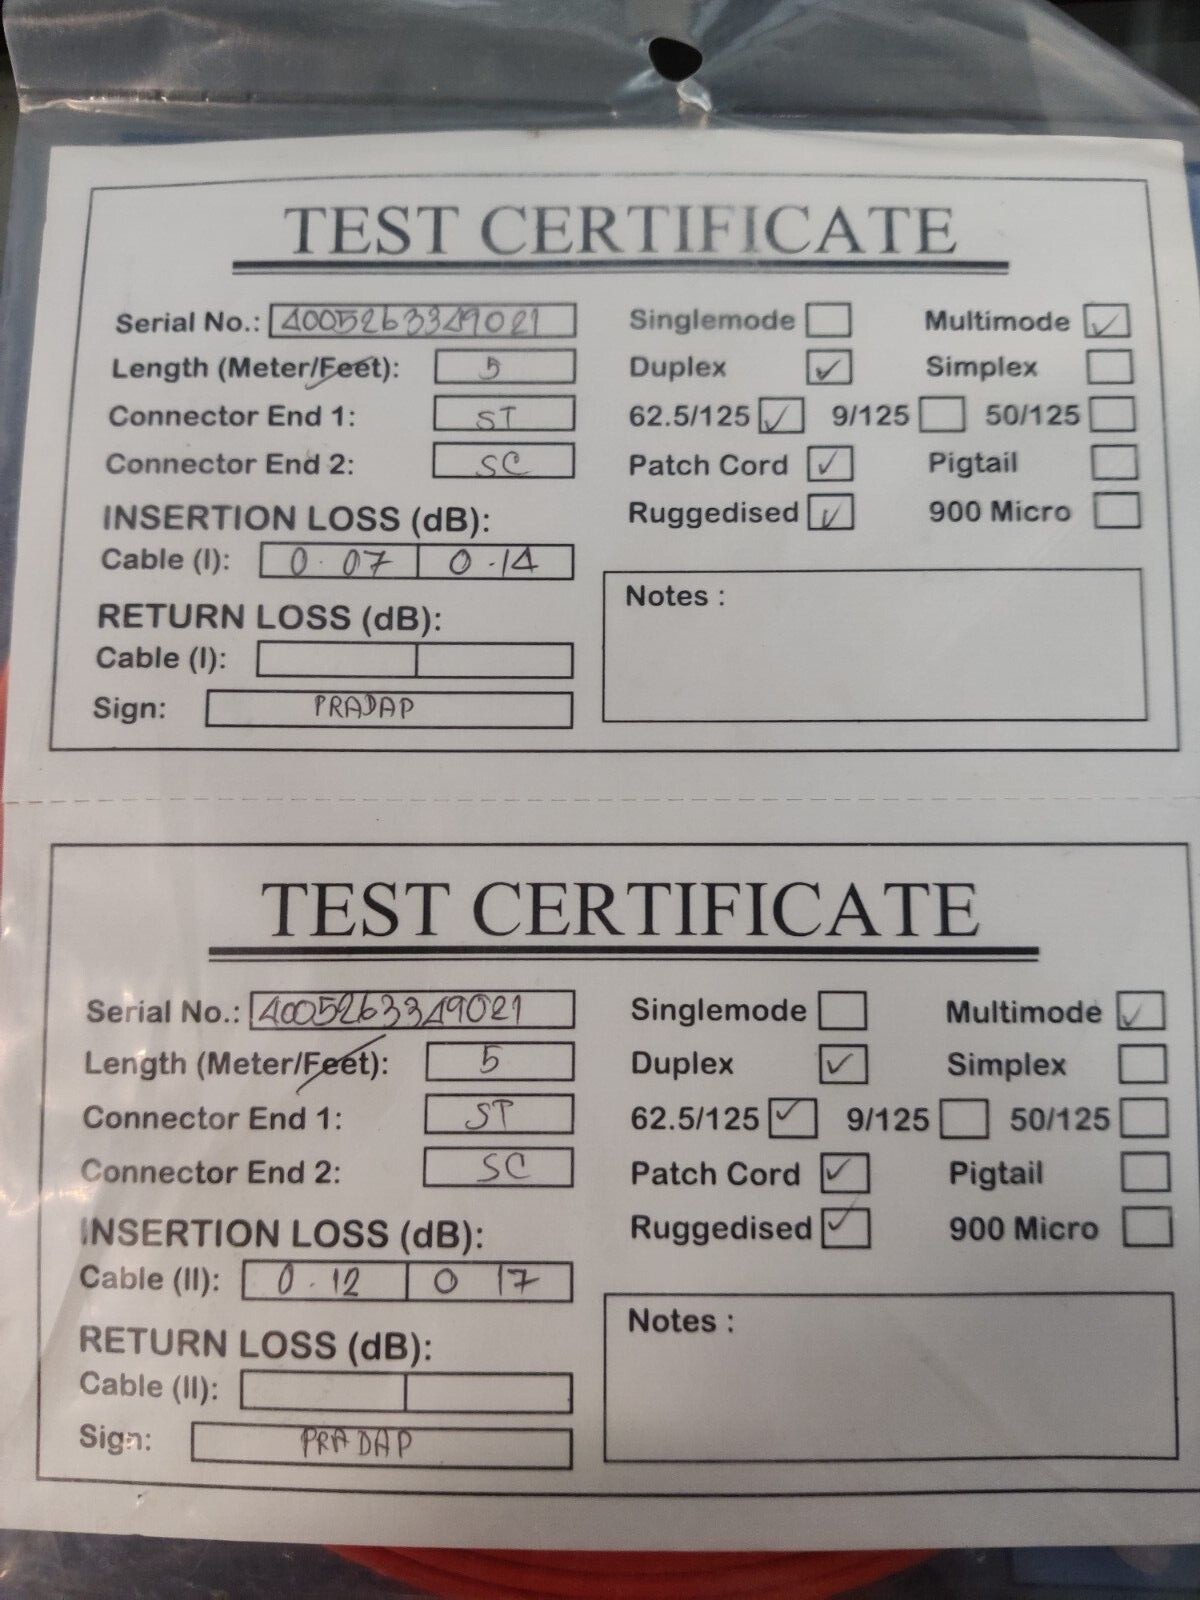 TEST CERTIFICATE
Serial No.: 4005263349021 Singlemode Multimode ✓
Length (Meter/Feet): 5 Duplex ✓ Simplex
Connector End 1: ST 62.5/125 ✓ 9/125 50/125
Connector End 2: SC Patch Cord ✓ Pigtail
INSERTION LOSS (dB): Ruggedised ✓ 900 Micro
Cable (I): 0.07 0.14
Notes :
RETURN LOSS (dB):
Cable (I):
Sign: PRADAP
TEST CERTIFICATE
Serial No.: 4005263349021 Singlemode Multimode ✓
Length (Meter/Feet): 5 Duplex ✓ Simplex
Connector End 1: ST 62.5/125 ✓ 9/125 50/125
Connector End 2: SC Patch Cord ✓ Pigtail
INSERTION LOSS (dB): Ruggedised ✓ 900 Micro
Cable (II): 0.12 0 17
Notes :
RETURN LOSS (dB):
Cable (II):
Sign: PRADAP